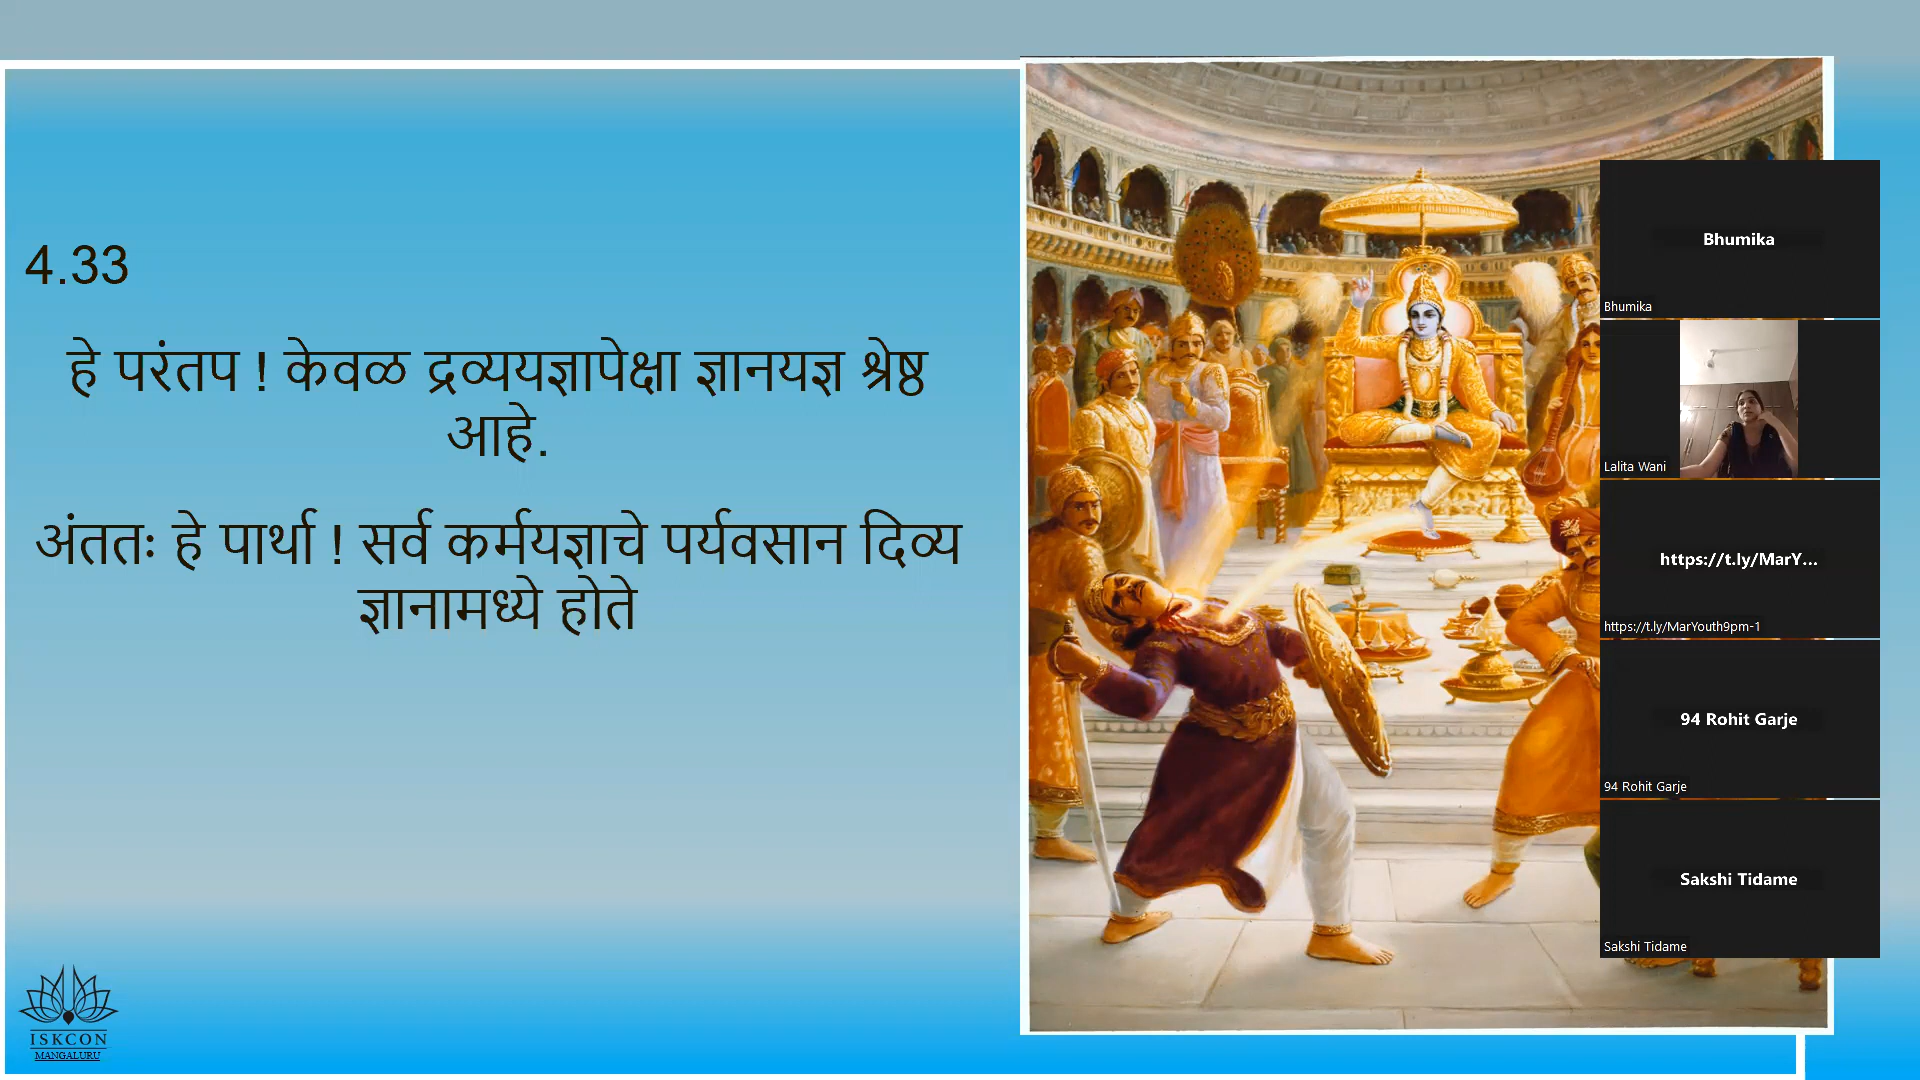 4.33
हे परंतप ! केवळ द्रव्ययज्ञापेक्षा ज्ञानयज्ञ श्रेष्ठ
आहे.
अंततः हे पार्था ! सर्व कर्मयज्ञाचे पर्यवसान दिव्य
ज्ञानामध्ये होते
ISKCON
MANGALURU
Bhumika
Bhumika
Lalita Wani
https://t.ly/MarY...
https://t.ly/MarYouth9pm-1
94 Rohit Garje
94 Rohit Garje
Sakshi Tidame
Sakshi Tidame